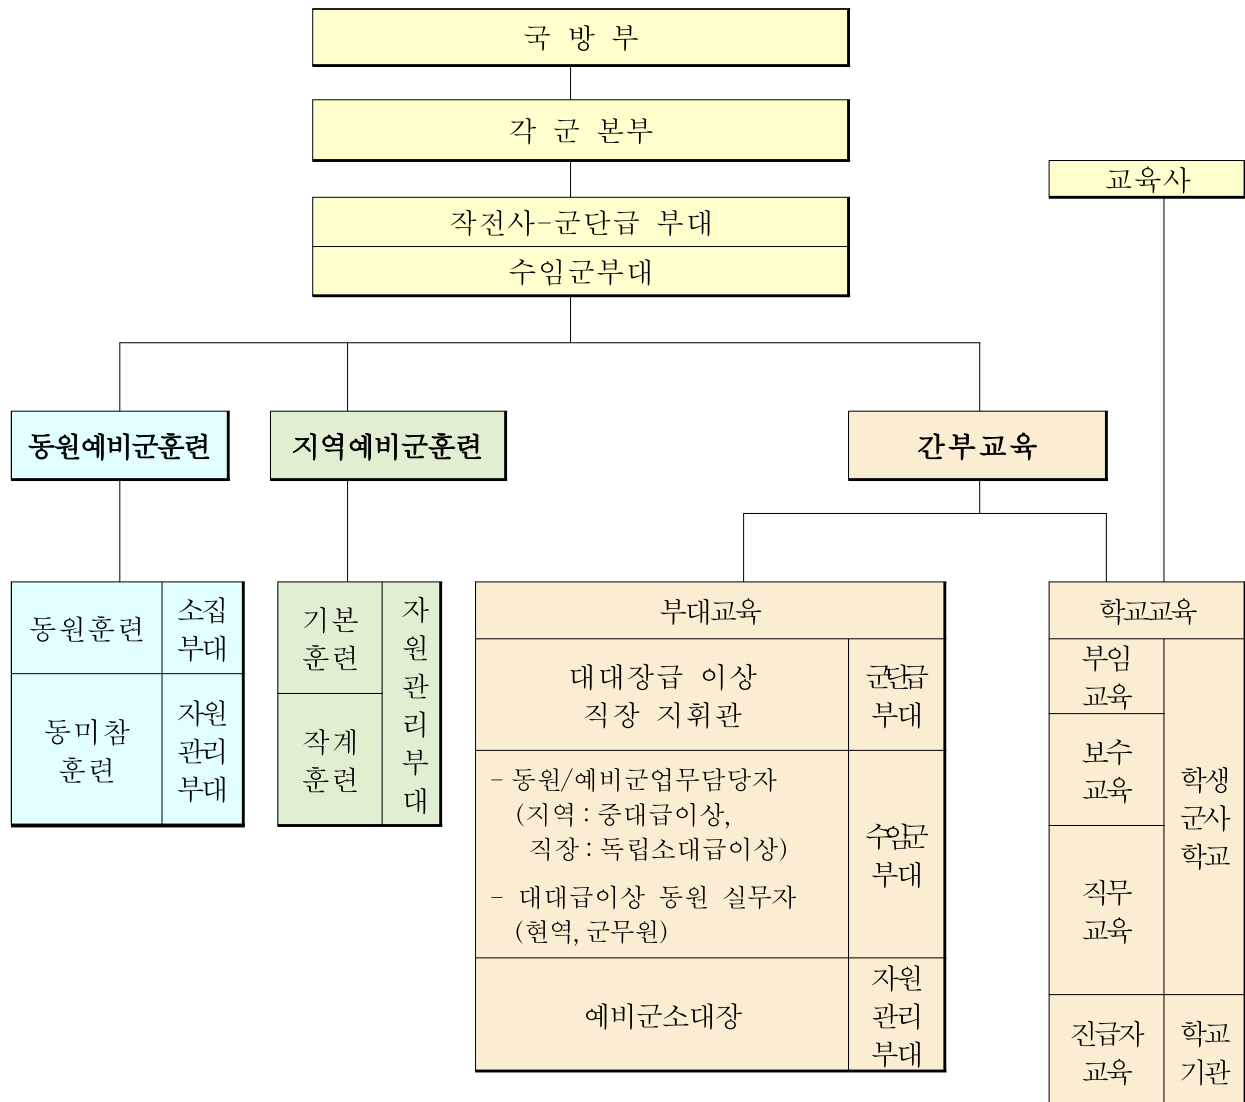 국 방 부
각 군 본부
교육사
작전사-군단급 부대
수임군부대
동원예비군훈련
지역예비군훈련
간부교육
동원훈련
소집
부대
동미참
훈련
자원
관리
부대
기본
훈련
작계
훈련
자
원
관
리
부
대
부대교육
대대장급 이상
직장 지휘관
군단급
부대
- 동원/예비군업무담당자
(지역 : 중대급이상,
직장 : 독립소대급이상)
- 대대급이상 동원 실무자
(현역, 군무원)
수임군
부대
예비군소대장
자원
관리
부대
학교교육
부임
교육
보수
교육
직무
교육
학생
군사
학교
진급자
교육
학교
기관